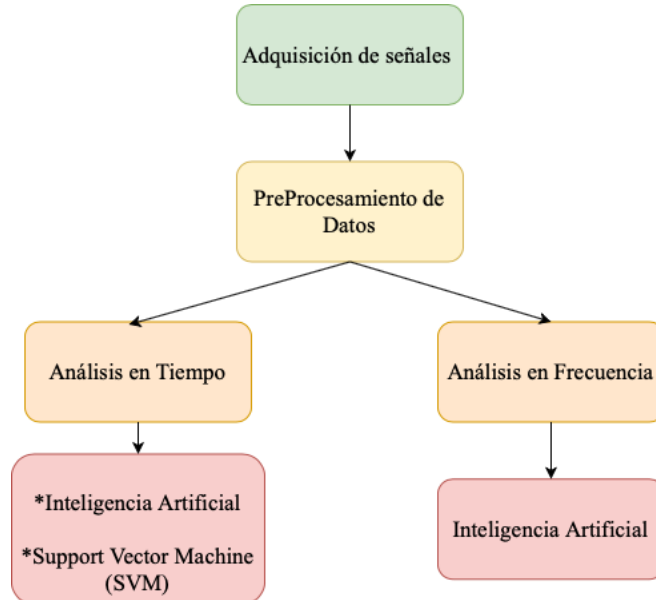 Adquisición de señales
PreProcesamiento de
Datos
Análisis en Tiempo
Análisis en Frecuencia
*Inteligencia Artificial
*Support Vector Machine
(SVM)
Inteligencia Artificial